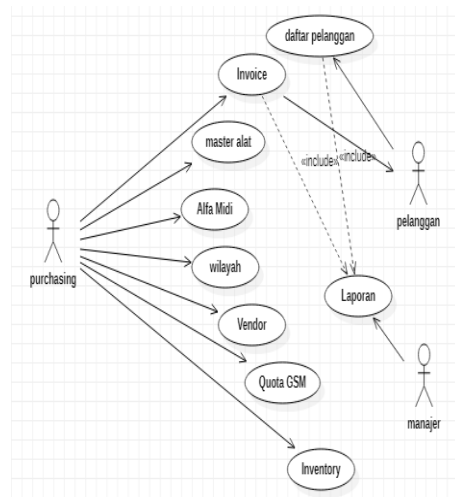 daftar pelanggan
Invoice
master alat
«include»
«include»
pelanggan
Alfa Midi
purchasing
wilayah
Laporan
Vendor
Quota GSM
manajer
Inventory